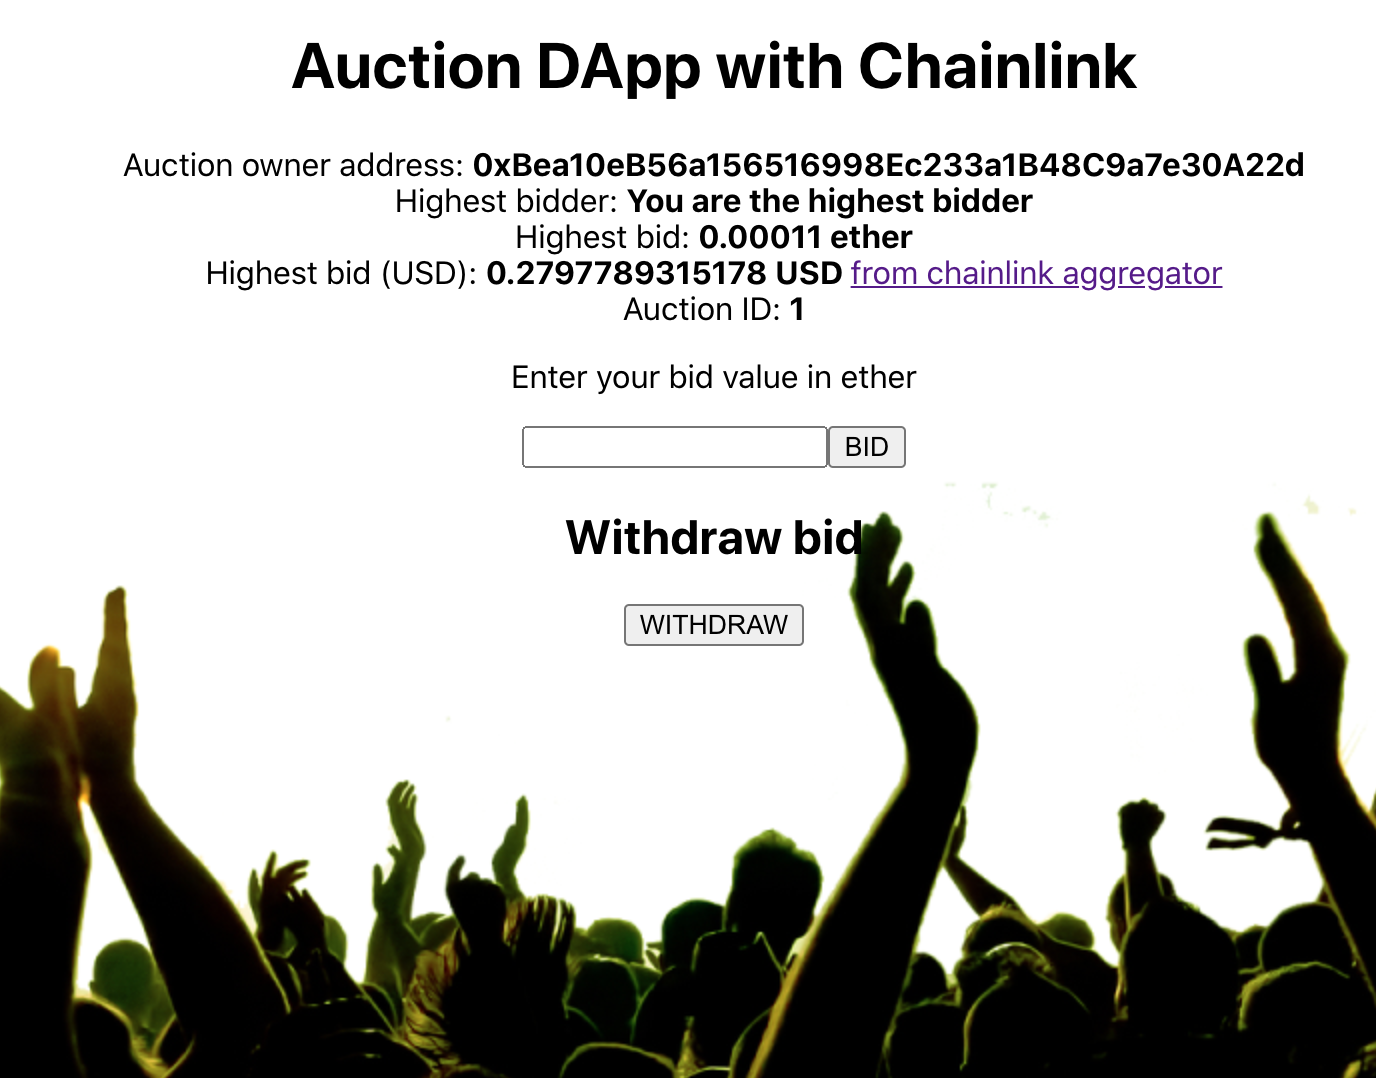 Auction DApp with Chainlink
Auction owner address: 0xBea10eB56a156516998Ec233a1B48C9a7e30A22d
Highest bidder: You are the highest bidder
Highest bid: 0.00011 ether
Highest bid (USD): 0.2797789315178 USD from chainlink aggregator
Auction ID: 1
Enter your bid value in ether
BID
Withdraw bid
WITHDRAW